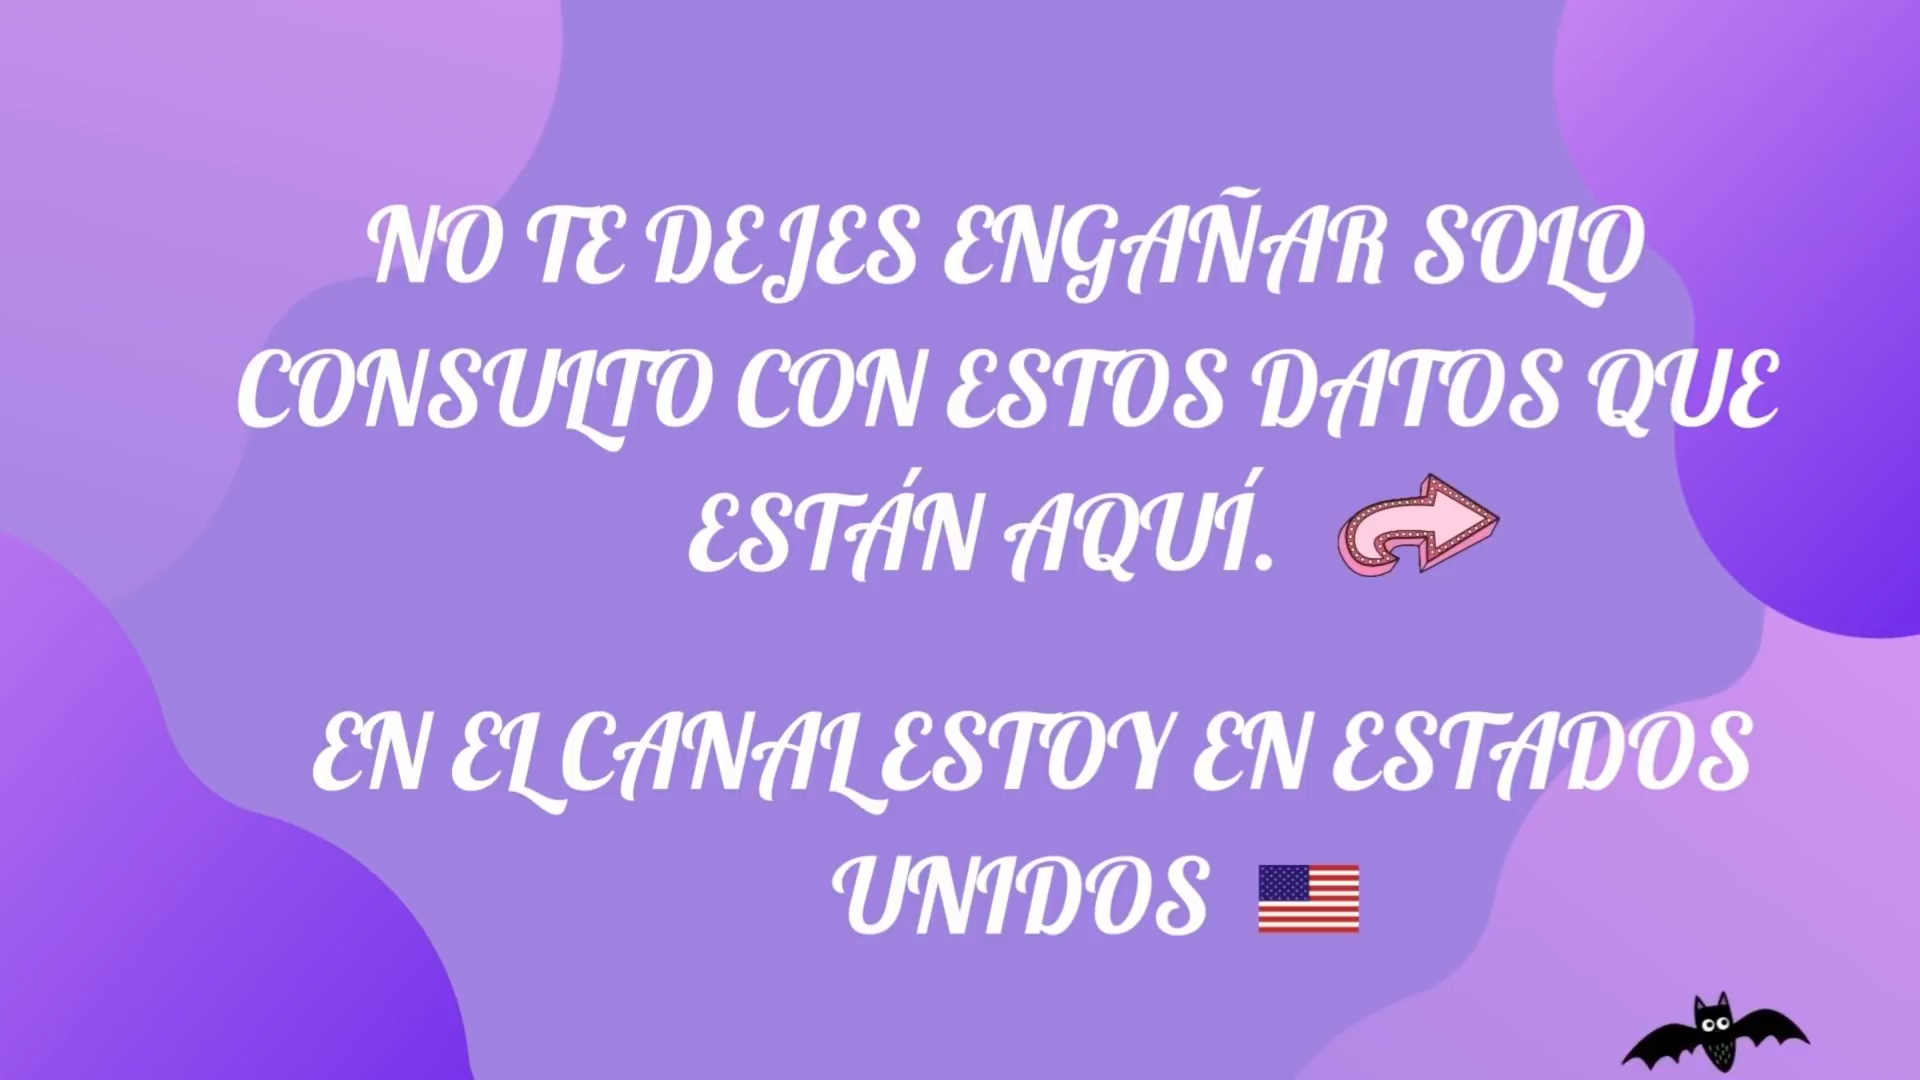 NO TE DEJES ENGAÑAR SOLO
CONSULTO CON ESTOS DATOS QUE
ESTÁN AQUÍ.
EN EL CANAL ESTOY EN ESTADOS
UNIDOS